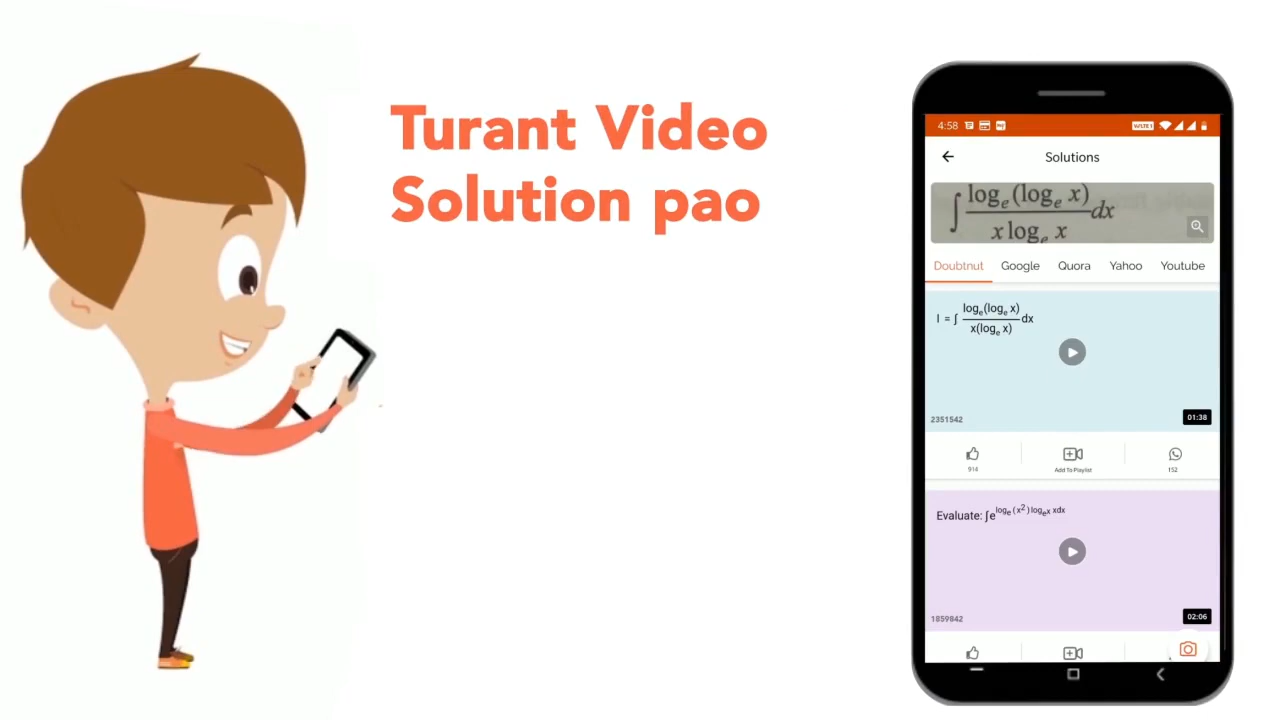 Turant Video
Solution pao
4:58
Solutions
∫ logₑ(logₑ x) / x logₑ x dx
Doubtnut Google Quora Yahoo Youtube
I = ∫ logₑ(logₑ x) / x(logₑ x) dx
2351542 01:38
914 Add To Playlist 152
Evaluate: ∫e^logₑ(x²)logₑx xdx
1859842 02:06